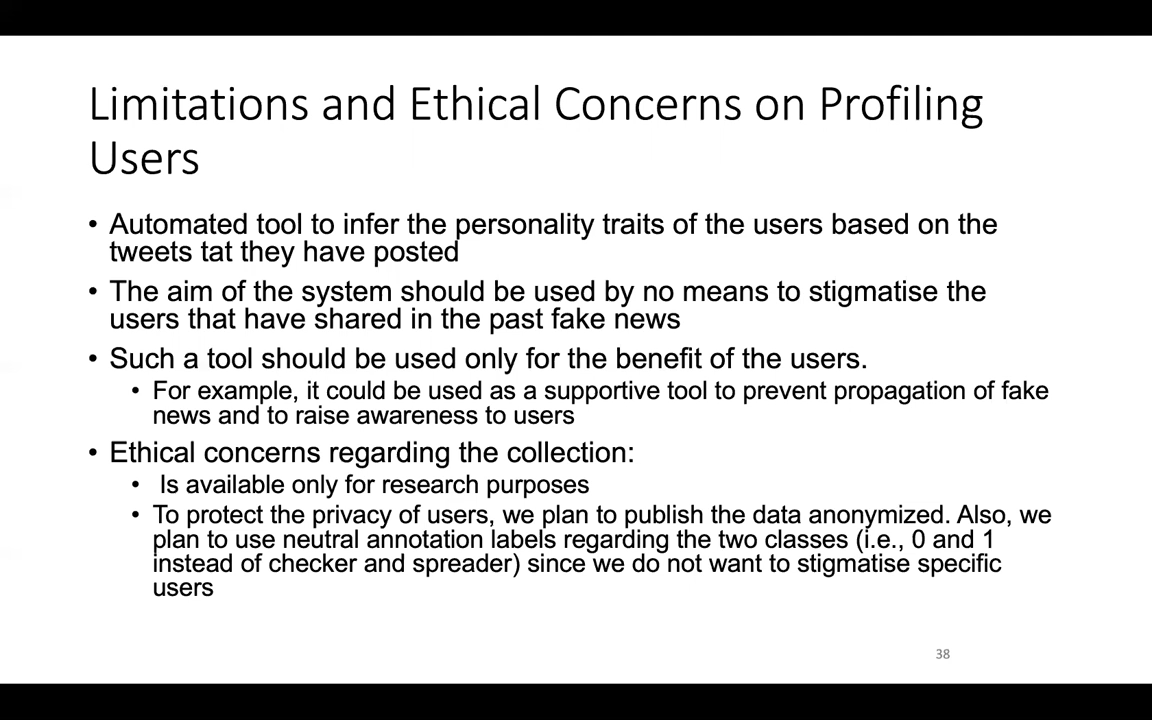 Limitations and Ethical Concerns on Profiling
Users
• Automated tool to infer the personality traits of the users based on the
tweets tat they have posted
• The aim of the system should be used by no means to stigmatise the
users that have shared in the past fake news
• Such a tool should be used only for the benefit of the users.
• For example, it could be used as a supportive tool to prevent propagation of fake
news and to raise awareness to users
• Ethical concerns regarding the collection:
• Is available only for research purposes
• To protect the privacy of users, we plan to publish the data anonymized. Also, we
plan to use neutral annotation labels regarding the two classes (i.e., 0 and 1
instead of checker and spreader) since we do not want to stigmatise specific
users
38